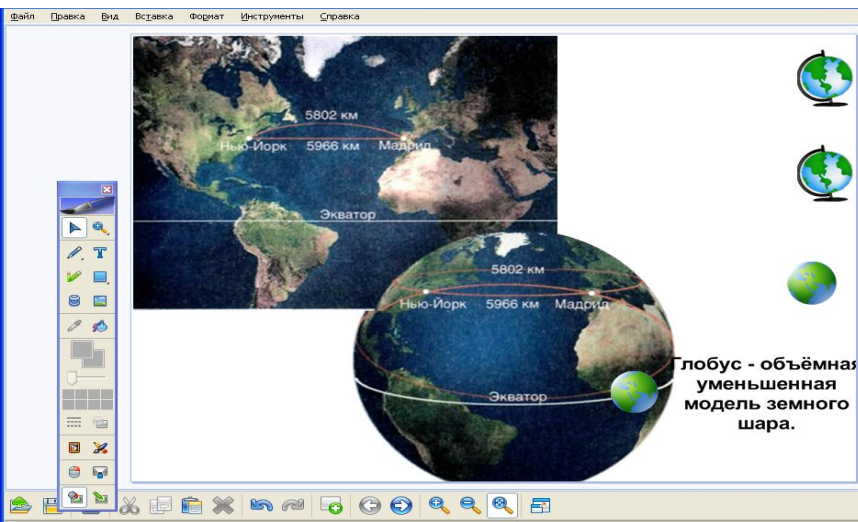 Файл Правка Вид Вставка Формат Инструменты Справка
5802 км
Нью-Йорк 5966 км Мадрид
Экватор
5802 км
Нью-Йорк 5966 км Мадрид
Экватор
Глобус - объёмная
уменьшенная
модель земного
шара.